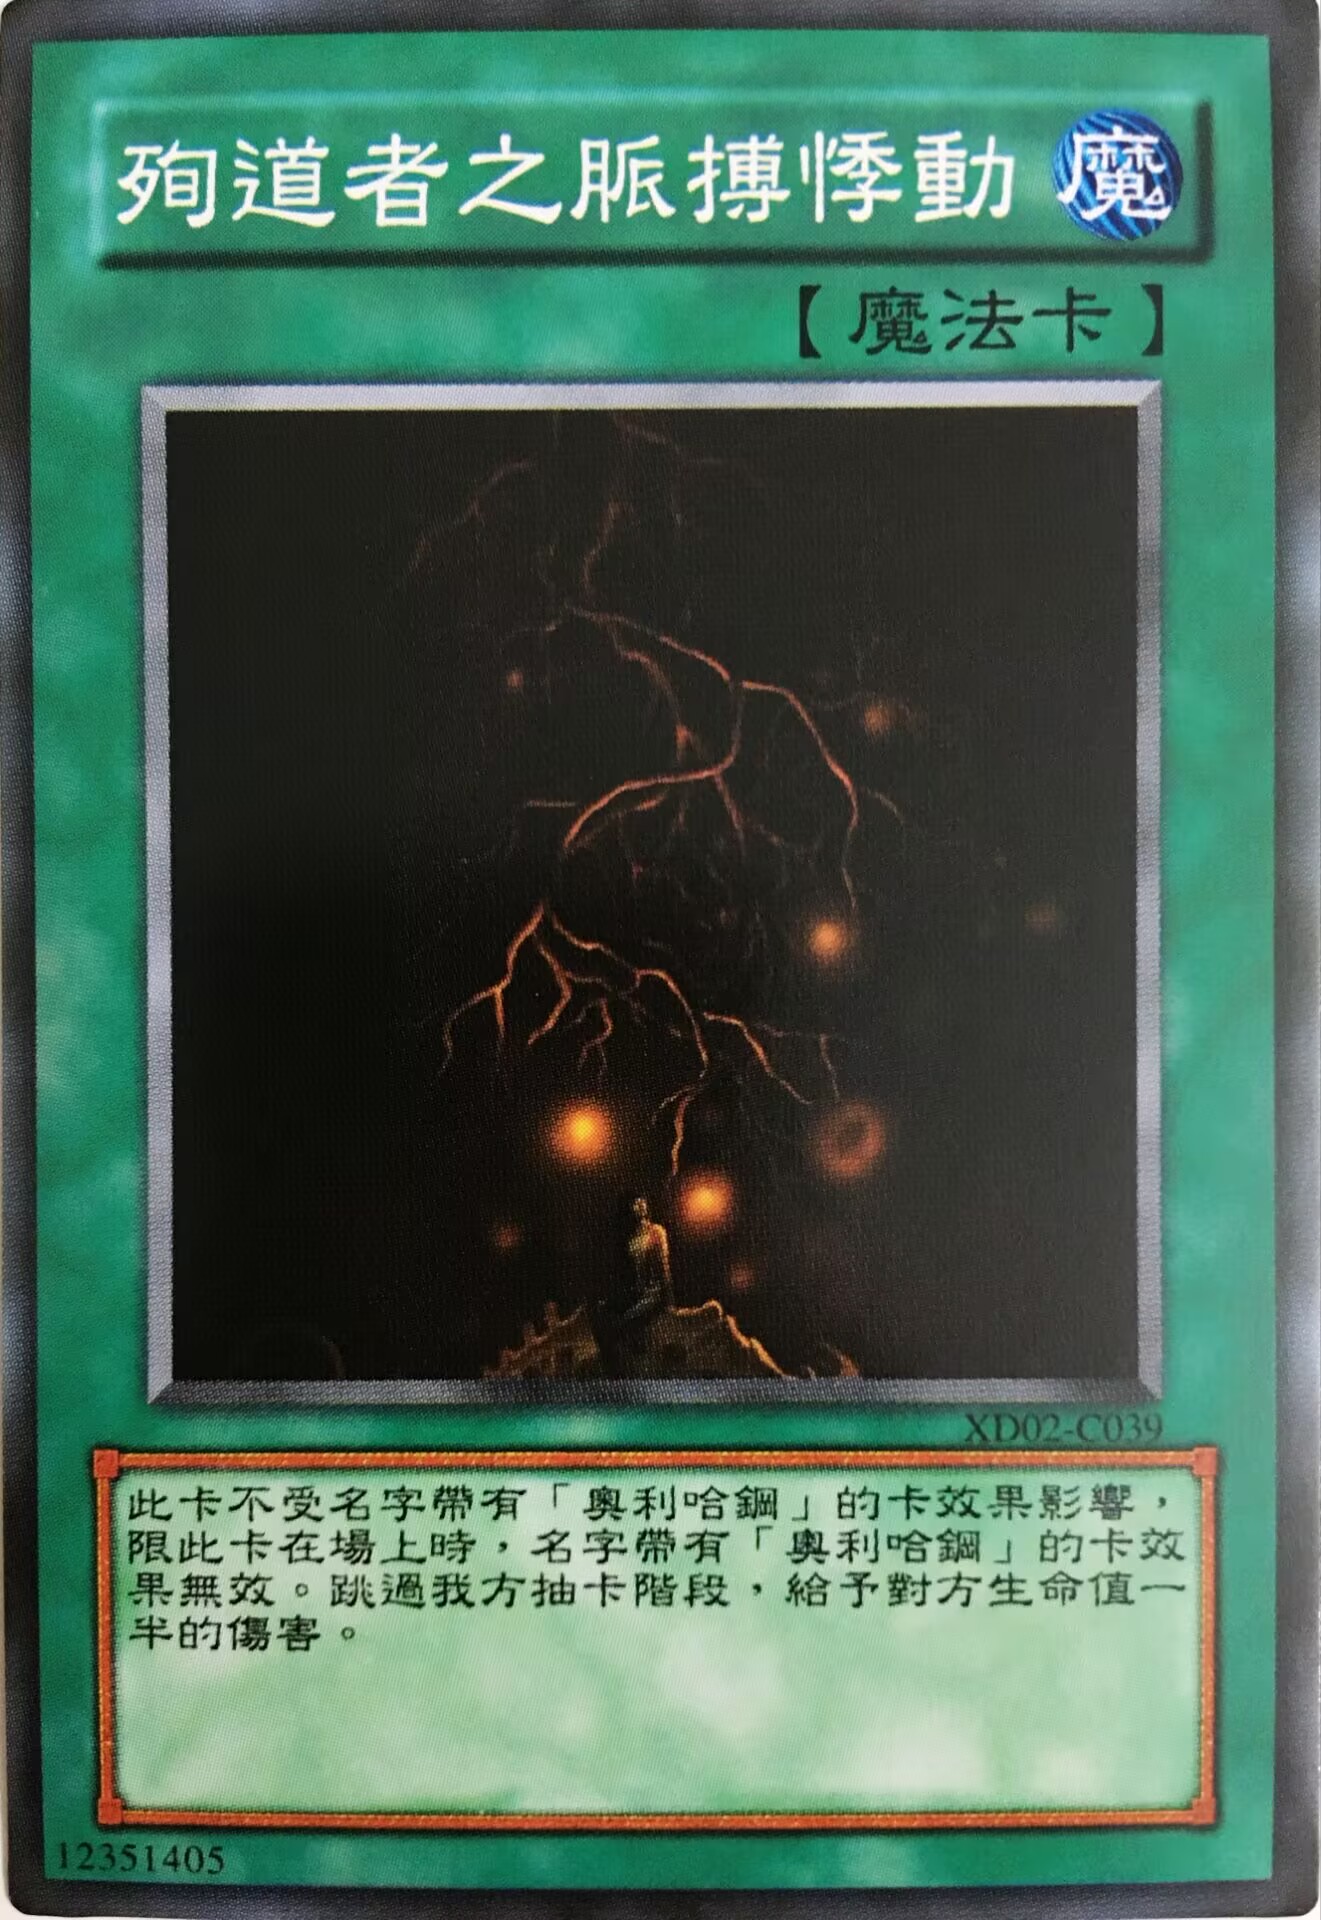 殉道者之脈搏悸動 魔
【魔法卡】
XD02-C039
此卡不受名字帶有「奧利哈鋼」的卡效果影響，
限此卡在場上時，名字帶有「奧利哈鋼」的卡效
果無效。跳過我方抽卡階段，給予對方生命值一
半的傷害。
12351405